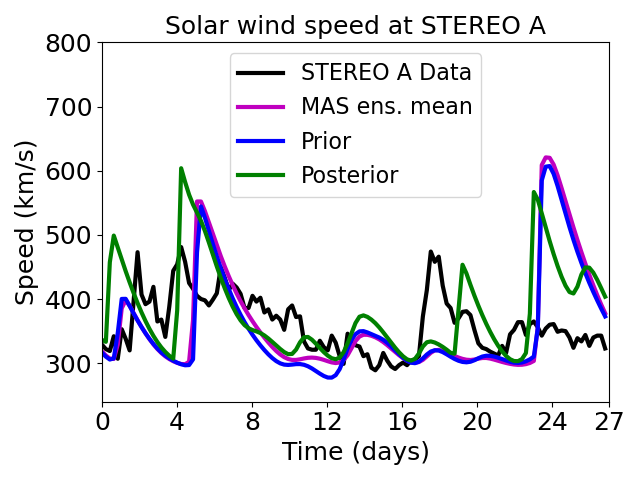 Solar wind speed at STEREO A
800
700
600
500
400
300
Speed (km/s)
STEREO A Data
MAS ens. mean
Prior
Posterior
0 4 8 12 16 20 24 27
Time (days)